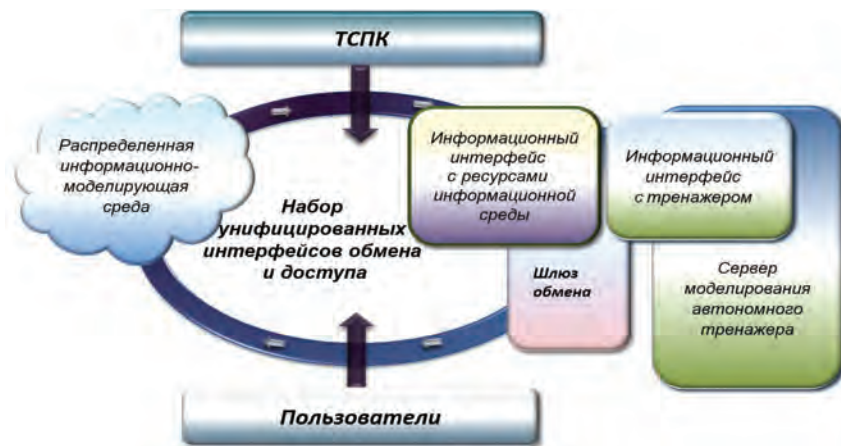 ТСПК
Распределенная
информационно-
моделирующая
среда
Набор
унифицированных
интерфейсов обмена
и доступа
Информационный
интерфейс
с ресурсами
информационной
среды
Информационный
интерфейс
с тренажером
Шлюз
обмена
Сервер
моделирования
автономного
тренажера
Пользователи